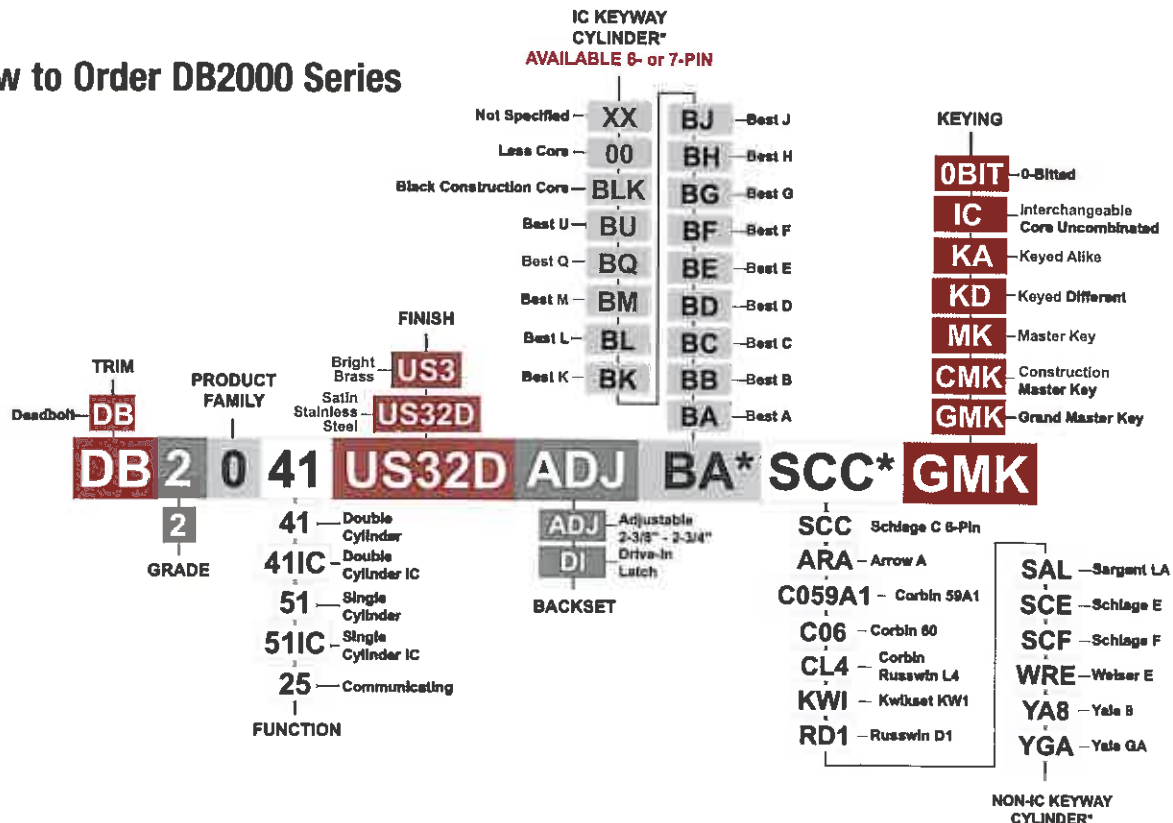 w to Order DB2000 Series
IC KEYWAY
CYLINDER*
AVAILABLE 6- or 7-PIN
Not Specified XX
Less Core 00
Black Construction Core BLK
Best U BU
Best Q BQ
Best M BM
Best L BL
Best K BK
BJ Best J
BH Best H
BG Best G
BF Best F
BE Best E
BD Best D
BC Best C
BB Best B
BA Best A
KEYING
0BIT 0-Bitted
IC Interchangeable
Core Uncombinated
KA Keyed Alike
KD Keyed Different
MK Master Key
CMK Construction
Master Key
GMK Grand Master Key
FINISH
Bright
Brass
US3
Satin
Stainless
Steel
US32D
TRIM
Deadbolt DB
PRODUCT
FAMILY
DB 2 0 41 US32D ADJ BA* SCC* GMK
2
GRADE
41 Double
Cylinder
41IC Double
Cylinder IC
51 Single
Cylinder
51IC Single
Cylinder IC
25 Communicating
FUNCTION
ADJ Adjustable
2-3/8" - 2-3/4"
DI Drive-In
Latch
BACKSET
SCC Schlage C 6-Pin
ARA Arrow A
C059A1 Corbin 59A1
C06 Corbin 60
CL4 Corbin
Russwin L4
KWI Kwikset KW1
RD1 Russwin D1
SAL Sargent LA
SCE Schlage E
SCF Schlage F
WRE Weiser E
YA8 Yale 8
YGA Yale GA
NON-IC KEYWAY
CYLINDER*